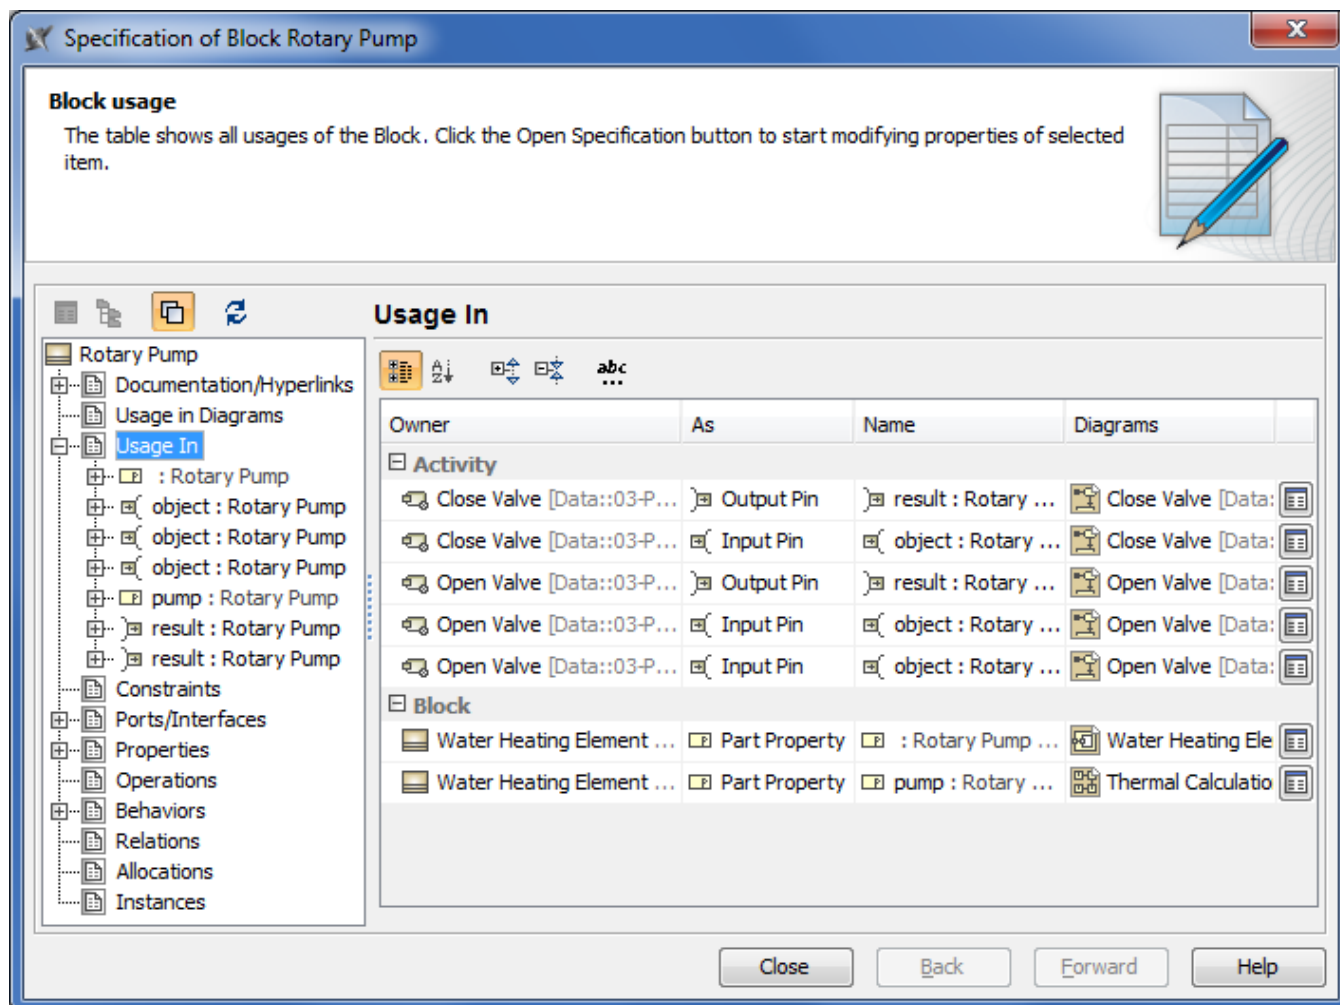 Specification of Block Rotary Pump
x
Block usage
The table shows all usages of the Block. Click the Open Specification button to start modifying properties of selected
item.
Rotary Pump
Documentation/Hyperlinks
Usage in Diagrams
Usage In
: Rotary Pump
object : Rotary Pump
object : Rotary Pump
object : Rotary Pump
pump : Rotary Pump
result : Rotary Pump
result : Rotary Pump
Constraints
Ports/Interfaces
Properties
Operations
Behaviors
Relations
Allocations
Instances
Usage In
A Z abc ...
Owner As Name Diagrams
Activity
Close Valve [Data::03-P... Output Pin result : Rotary ... Close Valve [Data:
Close Valve [Data::03-P... Input Pin object : Rotary ... Close Valve [Data:
Open Valve [Data::03-P... Output Pin result : Rotary ... Open Valve [Data:
Open Valve [Data::03-P... Input Pin object : Rotary ... Open Valve [Data:
Open Valve [Data::03-P... Input Pin object : Rotary ... Open Valve [Data:
Block
Water Heating Element ... Part Property : Rotary Pump ... Water Heating Ele
Water Heating Element ... Part Property pump : Rotary ... Thermal Calculatio
Close Back Forward Help